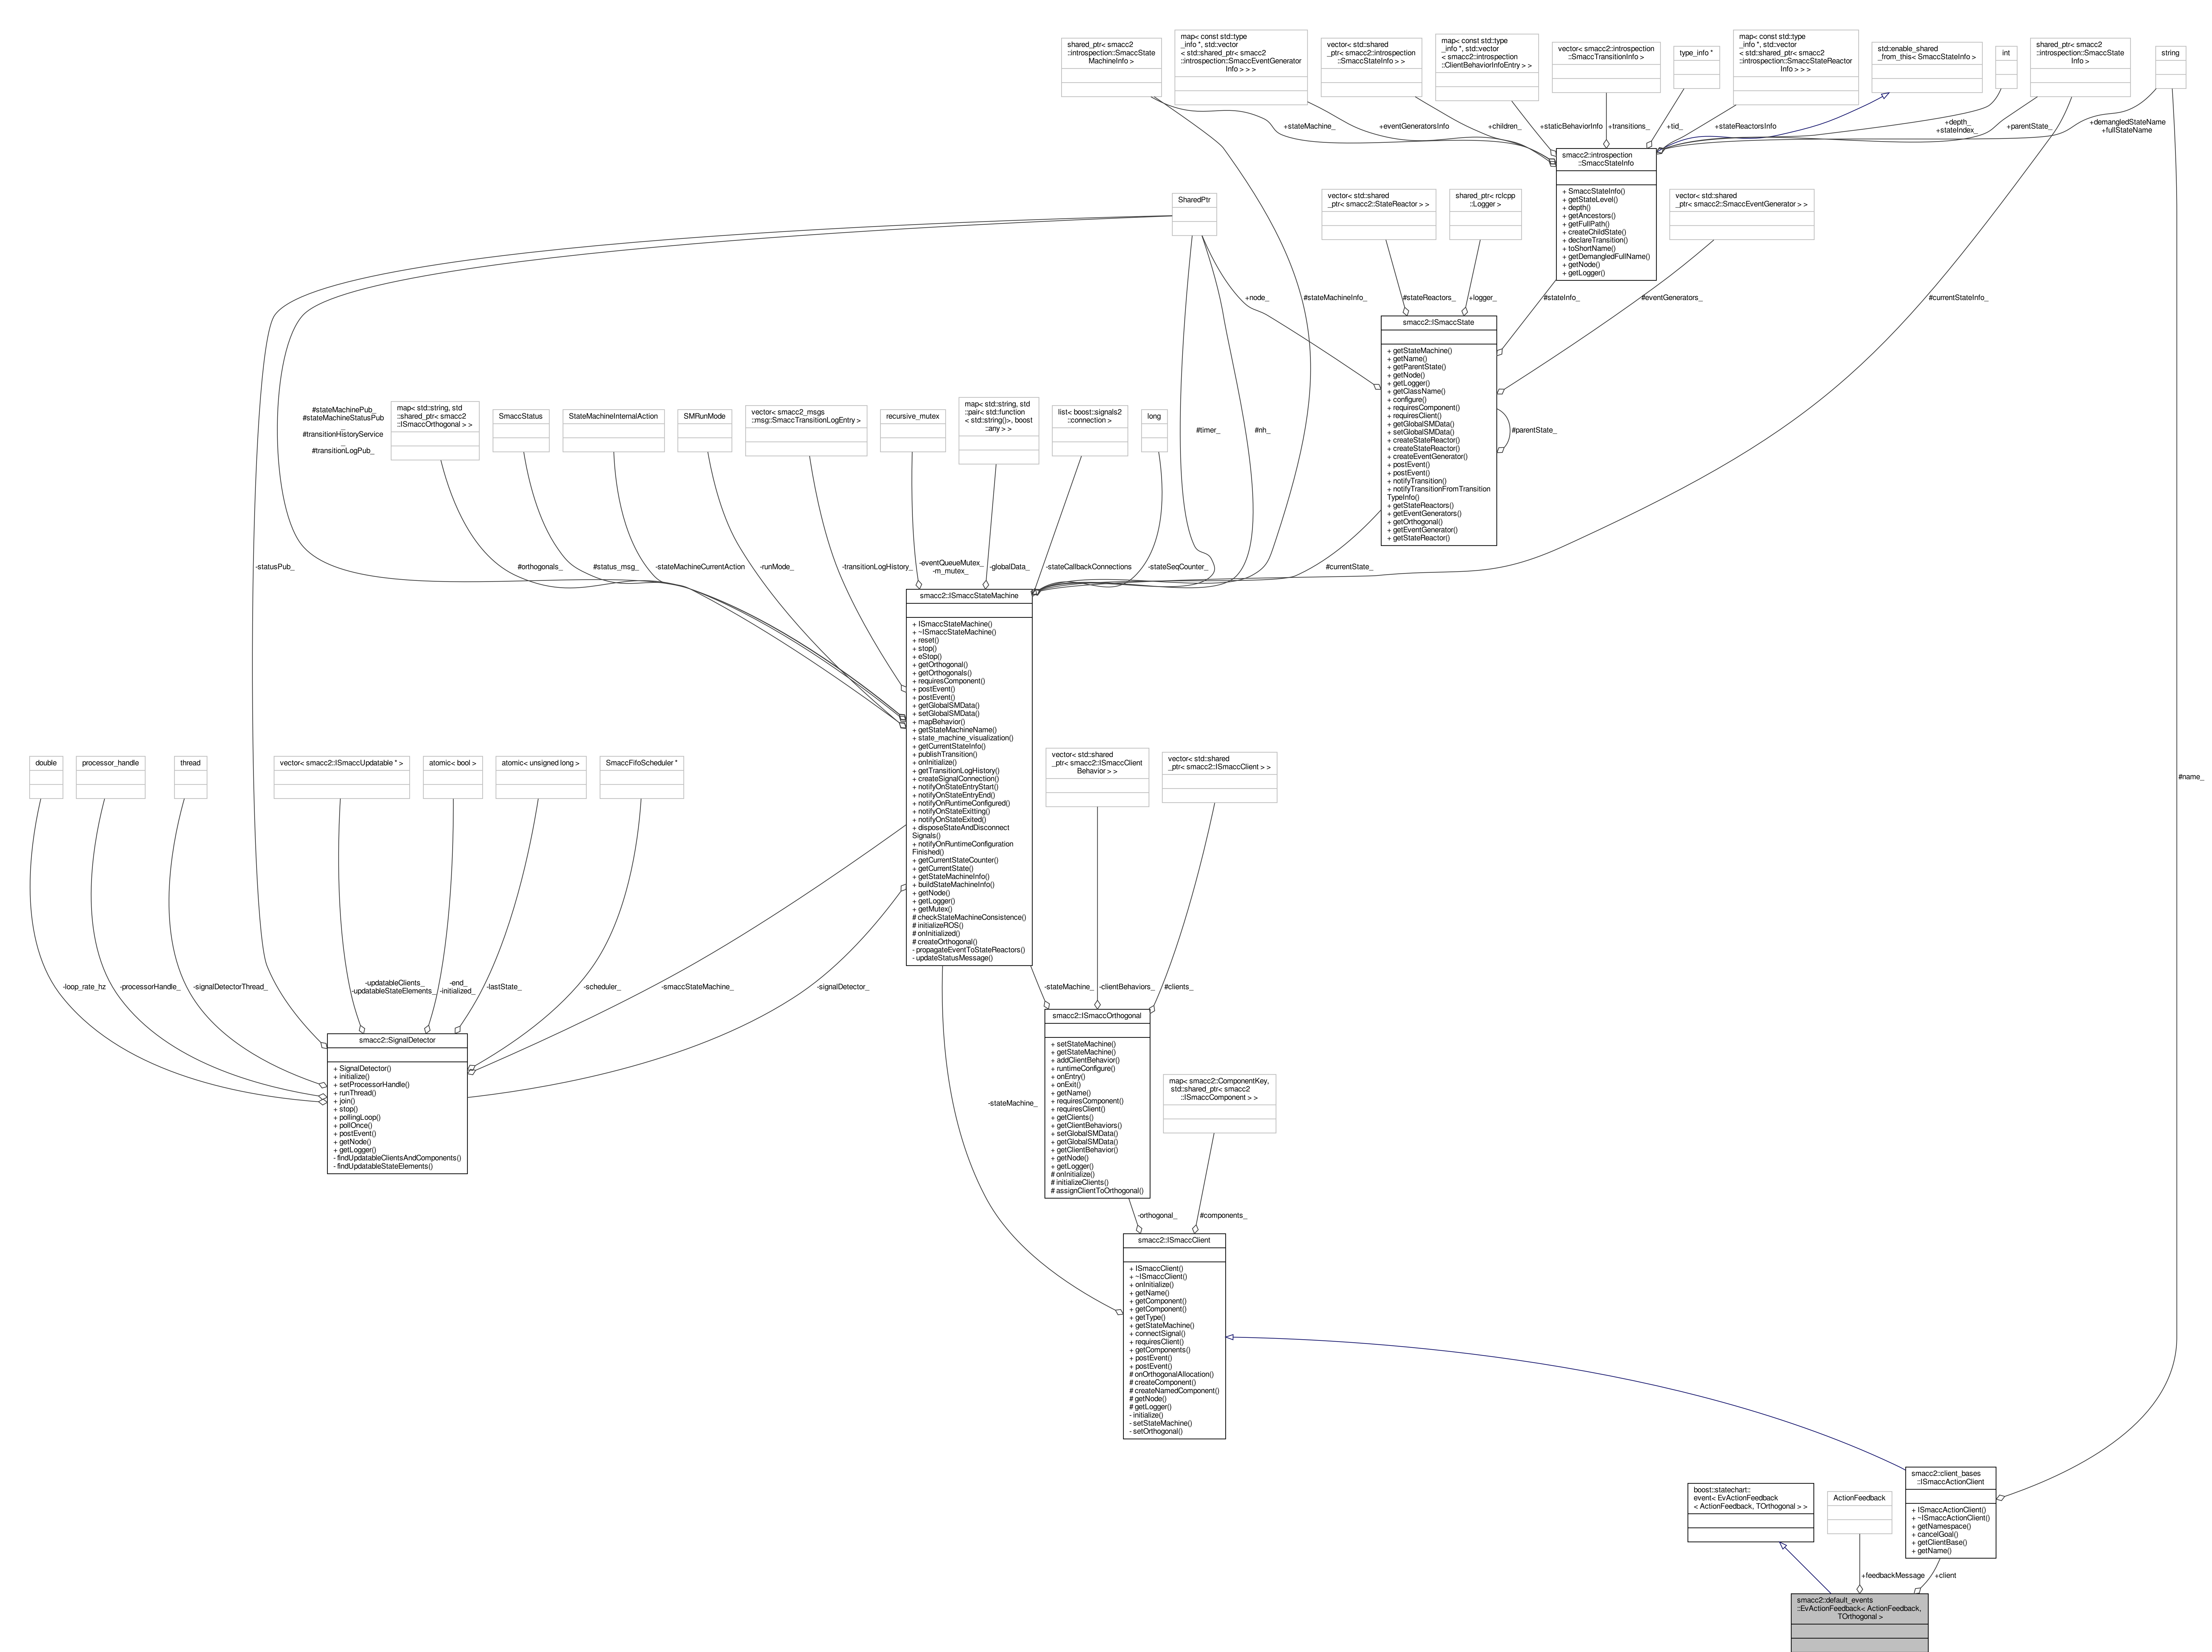 shared_ptr< smacc2
::introspection::SmaccState
MachineInfo >
map< const std::type
_info *, std::vector
< std::shared_ptr< smacc2
::introspection::SmaccEventGenerator
Info > > >
vector< std::shared
_ptr< smacc2::introspection
::SmaccStateInfo > >
map< const std::type
_info *, std::vector
< smacc2::introspection
::ClientBehaviorInfoEntry > >
vector< smacc2::introspection
::SmaccTransitionInfo >
type_info *
map< const std::type
_info *, std::vector
< std::shared_ptr< smacc2
::introspection::SmaccStateReactor
Info > > >
std::enable_shared
_from_this< SmaccStateInfo >
int
shared_ptr< smacc2
::introspection::SmaccState
Info >
string
+stateMachine_
+eventGeneratorsInfo
+children_
+staticBehaviorInfo
+transitions_
+tid_
+stateReactorsInfo
+depth_
+stateIndex_
+parentState_
+demangledStateName
+fullStateName
smacc2::introspection
::SmaccStateInfo
+ SmaccStateInfo()
+ getStateLevel()
+ depth()
+ getAncestors()
+ getFullPath()
+ createChildState()
+ declareTransition()
+ toShortName()
+ getDemangledFullName()
+ getNode()
+ getLogger()
SharedPtr
vector< std::shared
_ptr< smacc2::StateReactor > >
shared_ptr< rclcpp
::Logger >
vector< std::shared
_ptr< smacc2::SmaccEventGenerator > >
+node_
#stateMachineInfo_
#stateReactors_
+logger_
#stateInfo_
#eventGenerators_
#currentStateInfo_
smacc2::ISmaccState
+ getStateMachine()
+ getName()
+ getParentState()
+ getNode()
+ getLogger()
+ getClassName()
+ configure()
+ requiresComponent()
+ requiresClient()
+ getGlobalSMData()
+ setGlobalSMData()
+ createStateReactor()
+ createStateReactor()
+ createEventGenerator()
+ postEvent()
+ postEvent()
+ notifyTransition()
+ notifyTransitionFromTransition
TypeInfo()
+ getStateReactors()
+ getEventGenerators()
+ getOrthogonal()
+ getEventGenerator()
+ getStateReactor()
#parentState_
#stateMachinePub_
#stateMachineStatusPub
_
#transitionHistoryService
_
#transitionLogPub_
map< std::string, std
::shared_ptr< smacc2
::ISmaccOrthogonal > >
SmaccStatus
StateMachineInternalAction
SMRunMode
vector< smacc2_msgs
::msg::SmaccTransitionLogEntry >
recursive_mutex
map< std::string, std
::pair< std::function
< std::string()>, boost
::any > >
list< boost::signals2
::connection >
long
#timer_
#nh_
-statusPub_
#orthogonals_
#status_msg_
-stateMachineCurrentAction
-runMode_
-transitionLogHistory_
-eventQueueMutex_
-m_mutex_
-globalData_
-stateCallbackConnections
-stateSeqCounter_
#currentState_
smacc2::ISmaccStateMachine
+ ISmaccStateMachine()
+ ~ISmaccStateMachine()
+ reset()
+ stop()
+ eStop()
+ getOrthogonal()
+ getOrthogonals()
+ requiresComponent()
+ postEvent()
+ postEvent()
+ getGlobalSMData()
+ setGlobalSMData()
+ mapBehavior()
+ getStateMachineName()
+ state_machine_visualization()
+ getCurrentStateInfo()
+ publishTransition()
+ onInitialize()
+ getTransitionLogHistory()
+ createSignalConnection()
+ notifyOnStateEntryStart()
+ notifyOnStateEntryEnd()
+ notifyOnRuntimeConfigured()
+ notifyOnStateExitting()
+ notifyOnStateExited()
+ disposeStateAndDisconnect
Signals()
+ notifyOnRuntimeConfiguration
Finished()
+ getCurrentStateCounter()
+ getCurrentState()
+ getStateMachineInfo()
+ buildStateMachineInfo()
+ getNode()
+ getLogger()
+ getMutex()
# checkStateMachineConsistence()
# initializeROS()
# onInitialized()
# createOrthogonal()
- propagateEventToStateReactors()
- updateStatusMessage()
double
processor_handle
thread
vector< smacc2::ISmaccUpdatable * >
atomic< bool >
atomic< unsigned long >
SmaccFifoScheduler *
vector< std::shared
_ptr< smacc2::ISmaccClient
Behavior > >
vector< std::shared
_ptr< smacc2::ISmaccClient > >
#name_
-loop_rate_hz
-processorHandle_
-signalDetectorThread_
-updatableClients_
-updatableStateElements_
-end_
-initialized_
-lastState_
-scheduler_
-smaccStateMachine_
-signalDetector_
-stateMachine_
-clientBehaviors_
#clients_
smacc2::SignalDetector
+ SignalDetector()
+ initialize()
+ setProcessorHandle()
+ runThread()
+ join()
+ stop()
+ pollingLoop()
+ pollOnce()
+ postEvent()
+ getNode()
+ getLogger()
- findUpdatableClientsAndComponents()
- findUpdatableStateElements()
smacc2::ISmaccOrthogonal
+ setStateMachine()
+ getStateMachine()
+ addClientBehavior()
+ runtimeConfigure()
+ onEntry()
+ onExit()
+ getName()
+ requiresComponent()
+ requiresClient()
+ getClients()
+ getClientBehaviors()
+ setGlobalSMData()
+ getGlobalSMData()
+ getClientBehavior()
+ getNode()
+ getLogger()
# onInitialize()
# initializeClients()
# assignClientToOrthogonal()
-stateMachine_
map< smacc2::ComponentKey,
std::shared_ptr< smacc2
::ISmaccComponent > >
-orthogonal_
#components_
smacc2::ISmaccClient
+ ISmaccClient()
+ ~ISmaccClient()
+ onInitialize()
+ getName()
+ getComponent()
+ getComponent()
+ getType()
+ getStateMachine()
+ connectSignal()
+ requiresClient()
+ getComponents()
+ postEvent()
+ postEvent()
# onOrthogonalAllocation()
# createComponent()
# createNamedComponent()
# getNode()
# getLogger()
- initialize()
- setStateMachine()
- setOrthogonal()
boost::statechart::
event< EvActionFeedback
< ActionFeedback, TOrthogonal > >
ActionFeedback
smacc2::client_bases
::ISmaccActionClient
+ ISmaccActionClient()
+ ~ISmaccActionClient()
+ getNamespace()
+ cancelGoal()
+ getClientBase()
+ getName()
+feedbackMessage
+client
smacc2::default_events
::EvActionFeedback< ActionFeedback,
TOrthogonal >